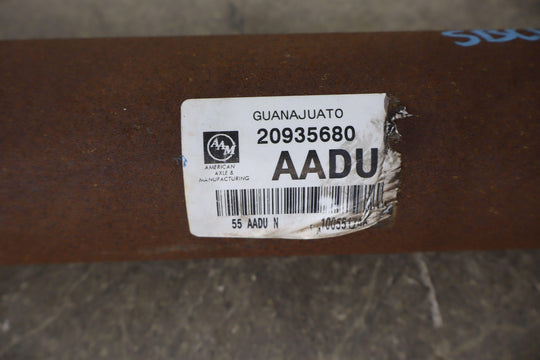 GUANAJUATO
20935680
AAM
AADU
AMERICAN
AXLE &
MANUFACTURING
55 AADU N